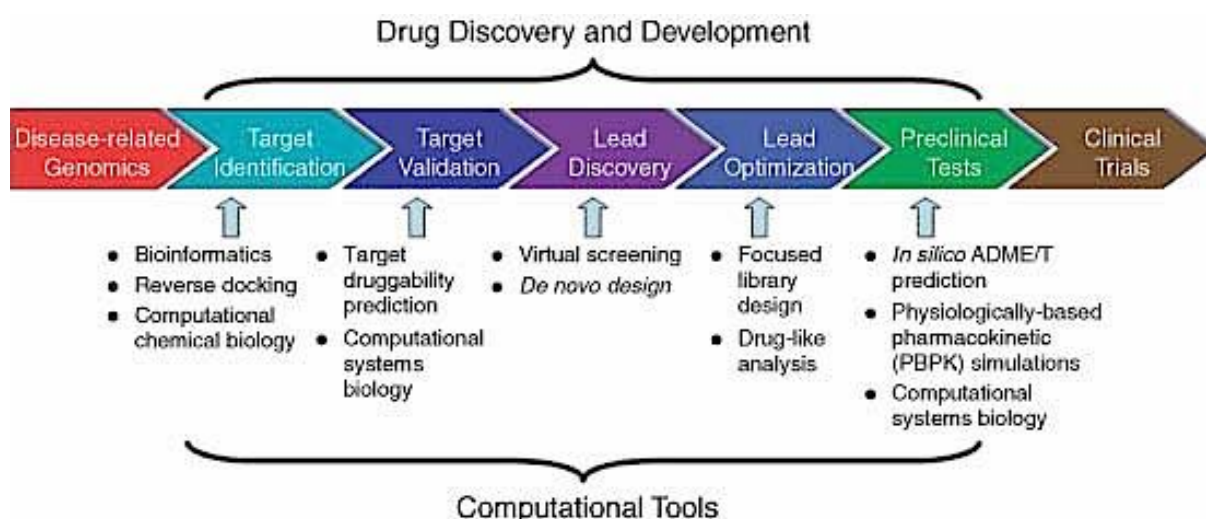 Drug Discovery and Development
Disease-related
Genomics
Target
Identification
Target
Validation
Lead
Discovery
Lead
Optimization
Preclinical
Tests
Clinical
Trials
● Bioinformatics
● Reverse docking
● Computational
chemical biology
● Target
druggability
prediction
● Computational
systems
biology
● Virtual screening
● De novo design
● Focused
library
design
● Drug-like
analysis
● In silico ADME/T
prediction
● Physiologically-based
pharmacokinetic
(PBPK) simulations
● Computational
systems biology
Computational Tools